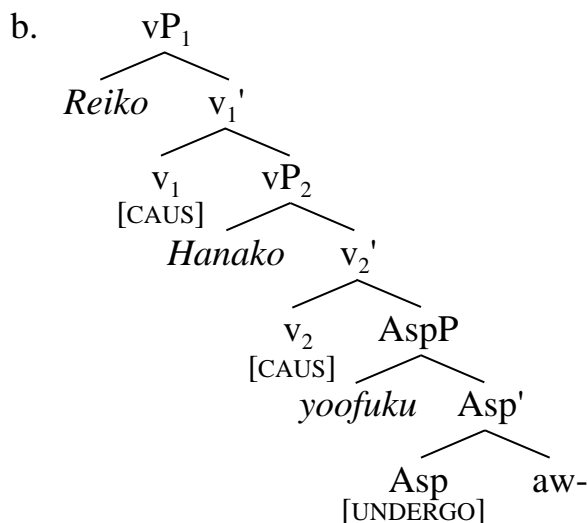 b. vP₁
Reiko v₁'
v₁ vP₂
[CAUS]
Hanako v₂'
v₂ AspP
[CAUS]
yoofuku Asp'
Asp aw-
[UNDERGO]